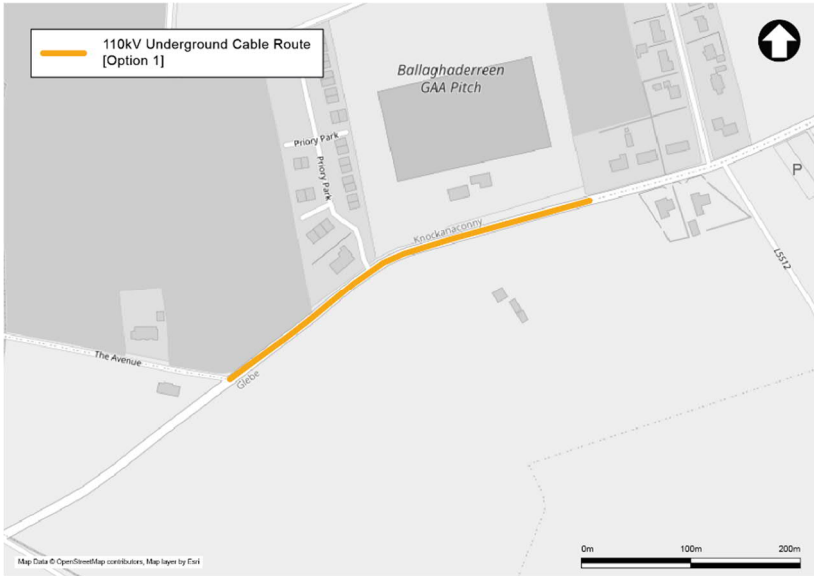 110kV Underground Cable Route
[Option 1]
Ballaghaderreen
GAA Pitch
Priory Park
Priory Park
P
Knockanaconny
L5512
The Avenue
Glebe
0m 100m 200m
Map Data © OpenStreetMap contributors, Map layer by Esri